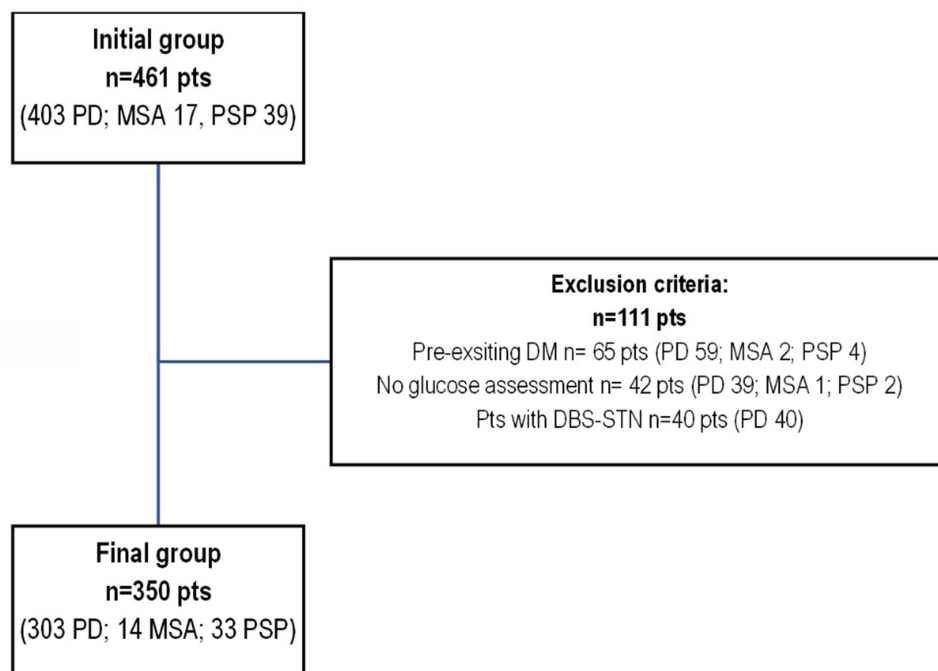 Initial group
n=461 pts
(403 PD; MSA 17, PSP 39)
Exclusion criteria:
n=111 pts
Pre-exsiting DM n= 65 pts (PD 59; MSA 2; PSP 4)
No glucose assessment n= 42 pts (PD 39; MSA 1; PSP 2)
Pts with DBS-STN n=40 pts (PD 40)
Final group
n=350 pts
(303 PD; 14 MSA; 33 PSP)